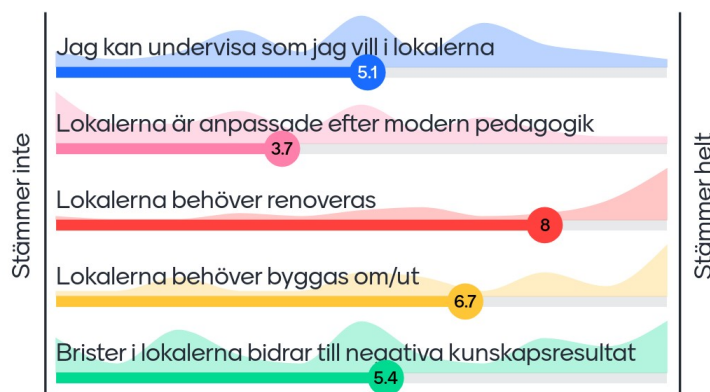 Stämmer inte
Jag kan undervisa som jag vill i lokalerna
5.1
Lokalerna är anpassade efter modern pedagogik
3.7
Lokalerna behöver renoveras
8
Lokalerna behöver byggas om/ut
6.7
Brister i lokalerna bidrar till negativa kunskapsresultat
5.4
Stämmer helt